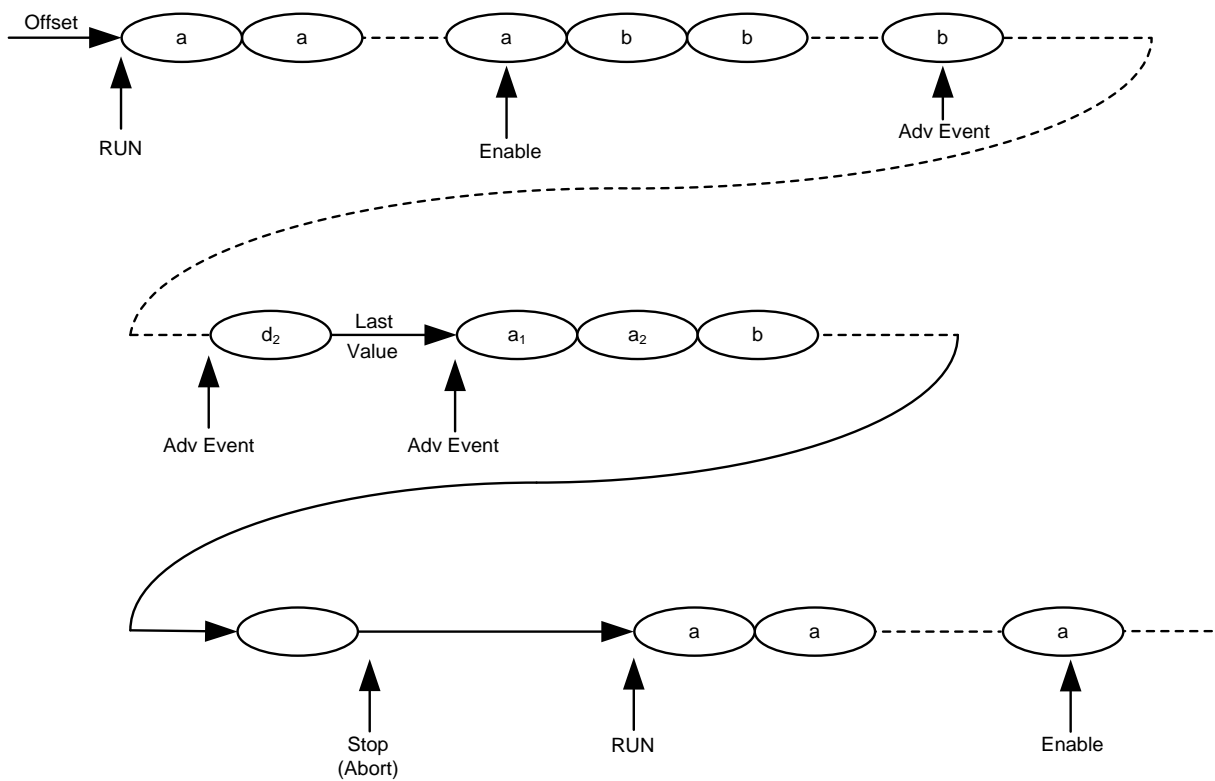 Offset
a a a b b b
RUN
Enable
Adv Event
d₂
Last
Value
a₁ a₂ b
Adv Event
Adv Event
a a a
Stop
(Abort)
RUN
Enable